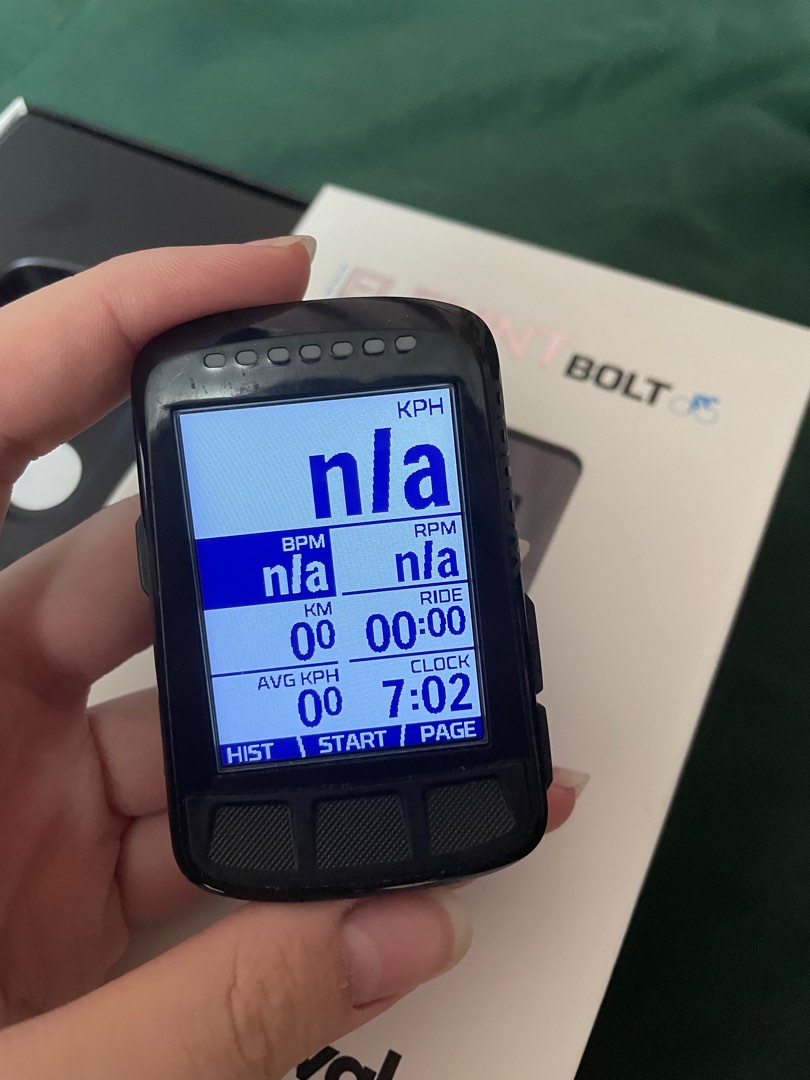 BOLT
KPH
n/a
BPM
n/a
RPM
n/a
KM
00
RIDE
00:00
AVG KPH
00
CLOCK
7:02
HIST START PAGE